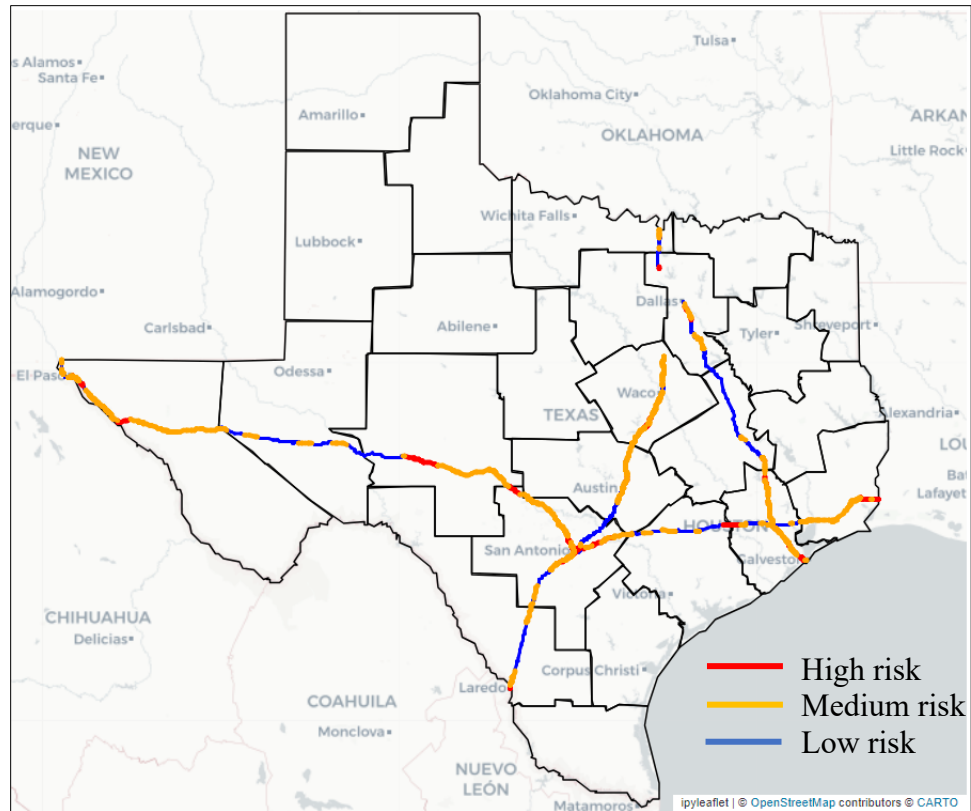 Tulsa
s Alamos
Santa Fe
Oklahoma City
Amarillo
ARKAN
erque
OKLAHOMA
NEW
MEXICO
Little Rock
Wichita Falls
Lubbock
Alamogordo
Dallas
Carlsbad
Abilene
Tyler
Shreveport
El Paso
Odessa
Waco
TEXAS
Alexandria
LOU
Bat
Austin
Lafayet
HOUSTON
San Antonio
Galveston
Victoria
CHIHUAHUA
Delicias
Corpus Christi
High risk
Laredo
COAHUILA
Medium risk
Monclova
Low risk
NUEVO
LEÓN
Matamoros
ipyleaflet | © OpenStreetMap contributors © CARTO